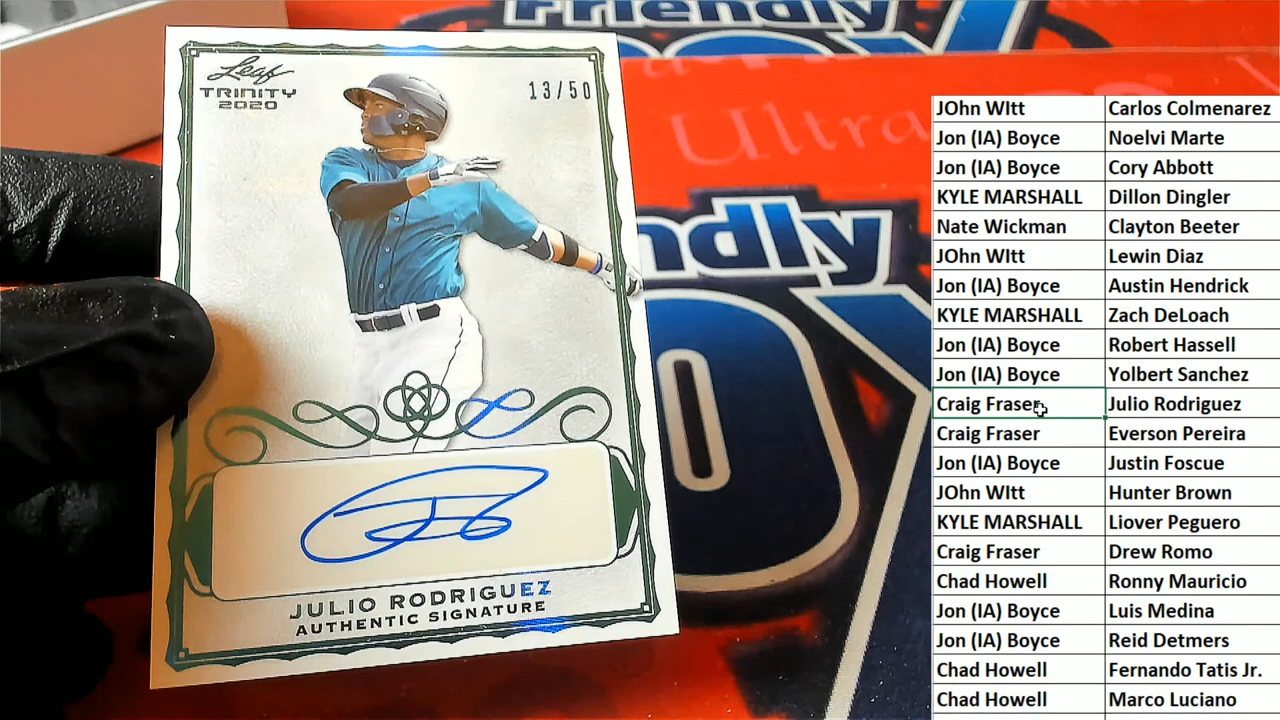 Friendly
Leaf
TRINITY
2020
13/50
Ultra
ndly
JULIO RODRIGUEZ
AUTHENTIC SIGNATURE
JOhn WItt Carlos Colmenarez
Jon (IA) Boyce Noelvi Marte
Jon (IA) Boyce Cory Abbott
KYLE MARSHALL Dillon Dingler
Nate Wickman Clayton Beeter
JOhn WItt Lewin Diaz
Jon (IA) Boyce Austin Hendrick
KYLE MARSHALL Zach DeLoach
Jon (IA) Boyce Robert Hassell
Jon (IA) Boyce Yolbert Sanchez
Craig Fraser Julio Rodriguez
Craig Fraser Everson Pereira
Jon (IA) Boyce Justin Foscue
JOhn WItt Hunter Brown
KYLE MARSHALL Liover Peguero
Craig Fraser Drew Romo
Chad Howell Ronny Mauricio
Jon (IA) Boyce Luis Medina
Jon (IA) Boyce Reid Detmers
Chad Howell Fernando Tatis Jr.
Chad Howell Marco Luciano